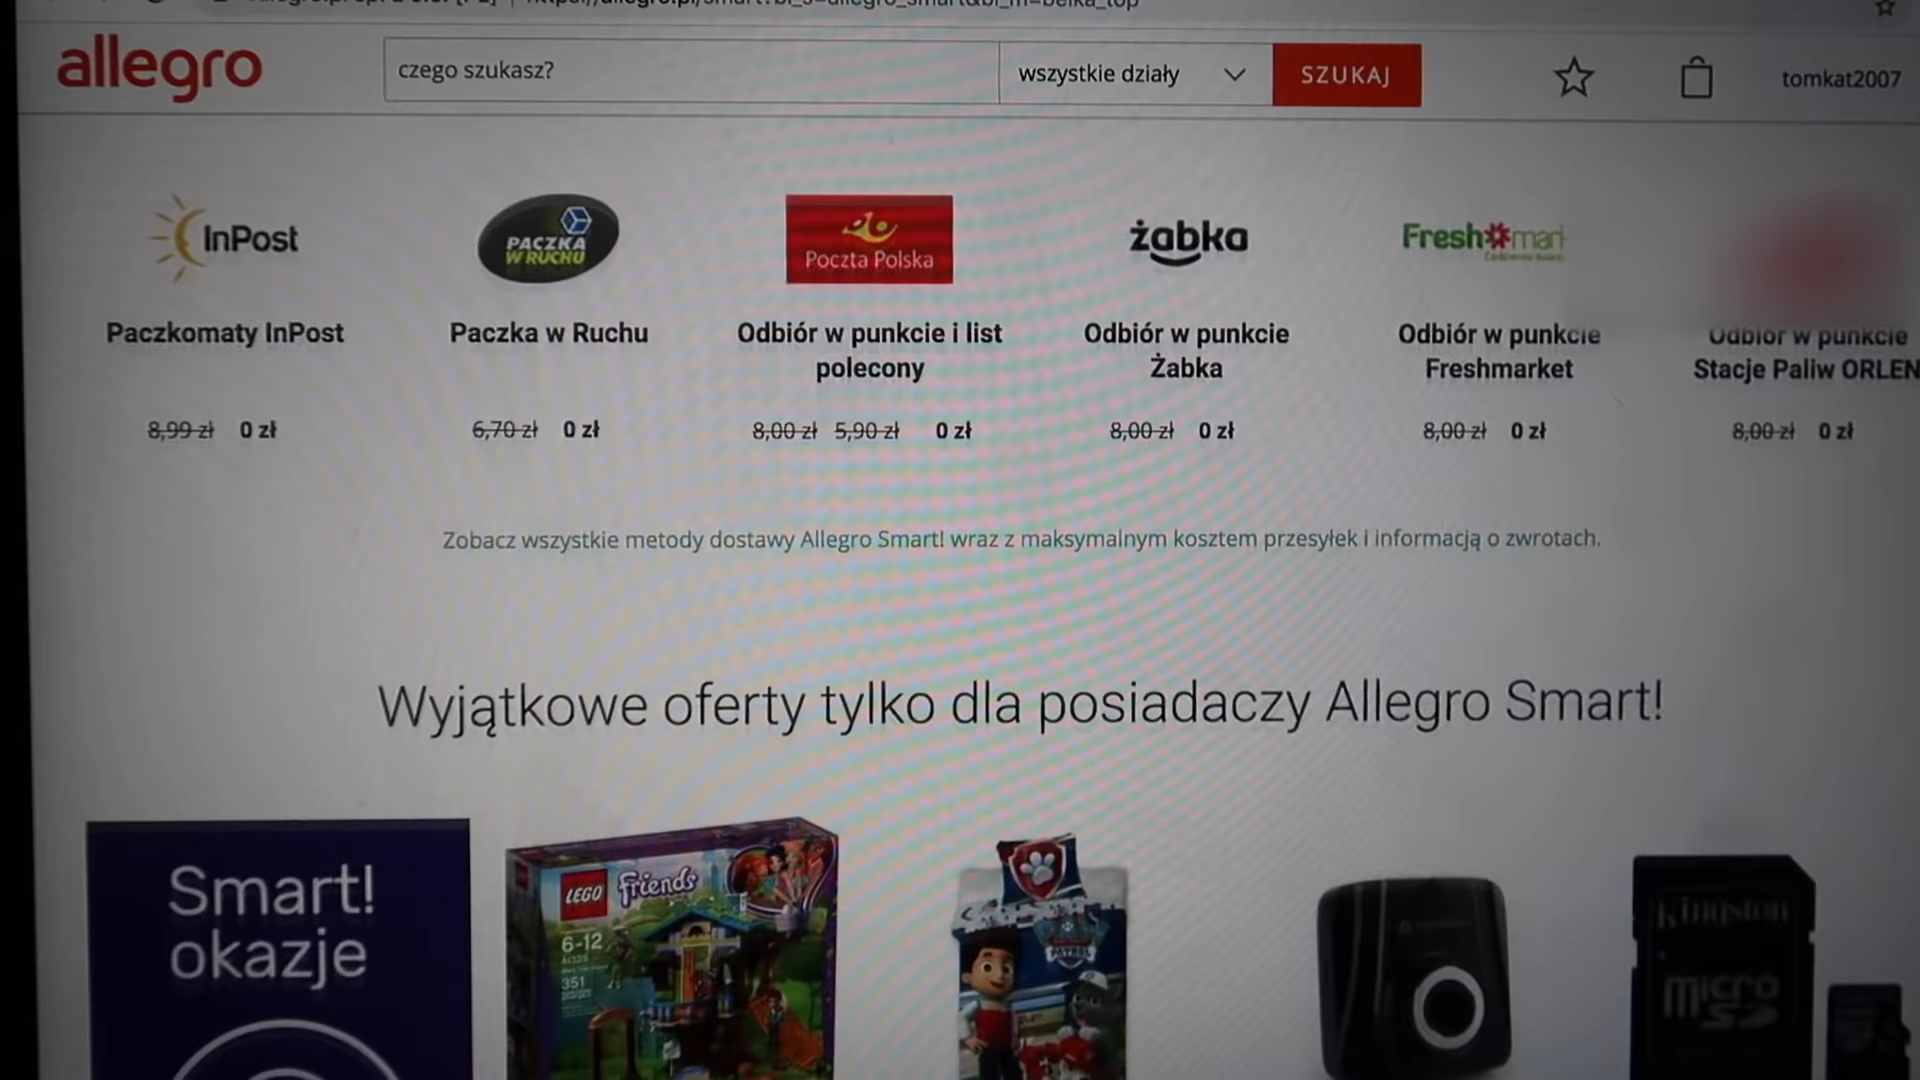 allegro
czego szukasz?
wszystkie działy
SZUKAJ
tomkat2007
InPost
PACZKA
W RUCHU
Poczta Polska
żabka
Freshmark
Paczkomaty InPost
Paczka w Ruchu
Odbiór w punkcie i list
polecony
Odbiór w punkcie
Żabka
Odbiór w punkcie
Freshmarket
Odbiór w punkcie
Stacje Paliw ORLEN
8,99 zł 0 zł
6,70 zł 0 zł
8,00 zł 5,90 zł 0 zł
8,00 zł 0 zł
8,00 zł 0 zł
8,00 zł 0 zł
Zobacz wszystkie metody dostawy Allegro Smart! wraz z maksymalnym kosztem przesyłek i informacją o zwrotach.
Wyjątkowe oferty tylko dla posiadaczy Allegro Smart!
Smart!
okazje
LEGO Friends
6-12
351
PATROL
Kingston
micro
SD